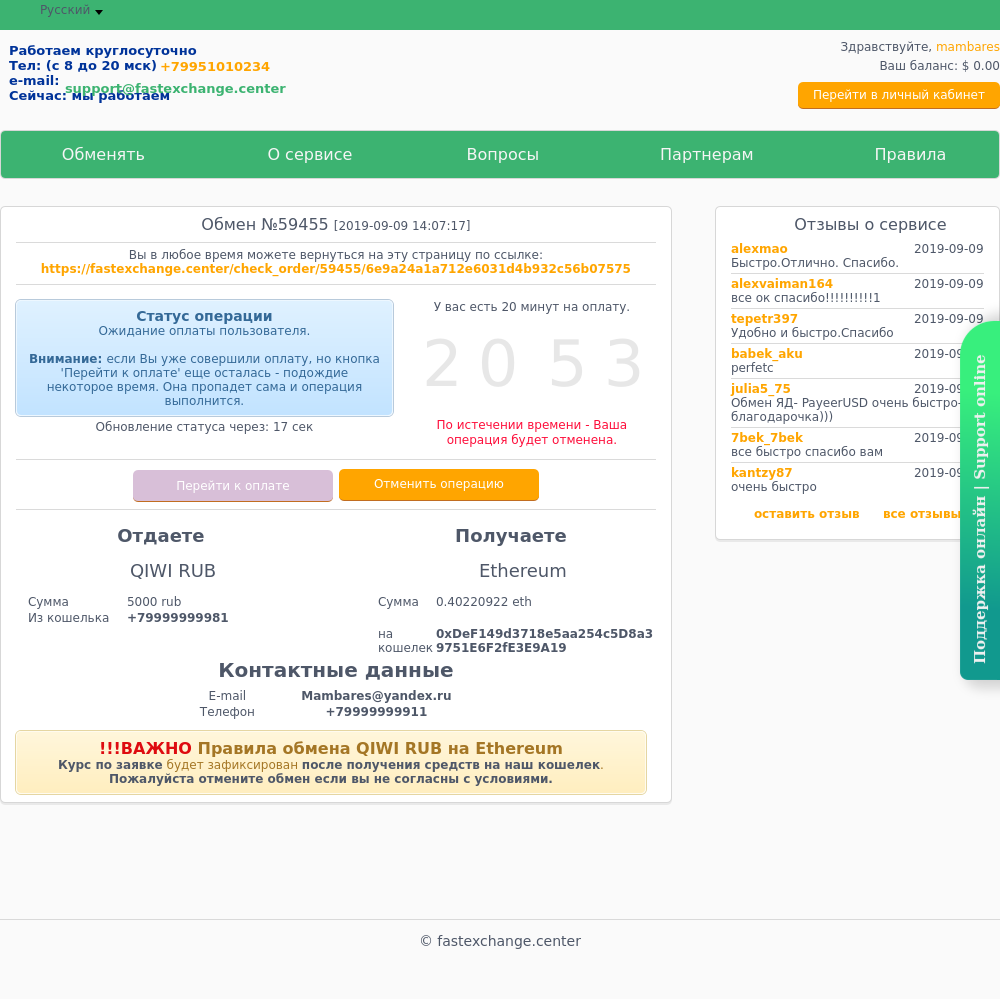 Русский
Работаем круглосуточно
Тел: (с 8 до 20 мск) +79951010234
e-mail: support@fastexchange.center
Сейчас: мы работаем
Здравствуйте, mambares
Ваш баланс: $ 0.00
Перейти в личный кабинет
Обменять О сервисе Вопросы Партнерам Правила
Обмен №59455 [2019-09-09 14:07:17]
Вы в любое время можете вернуться на эту страницу по ссылке:
https://fastexchange.center/check_order/59455/6e9a24a1a712e6031d4b932c56b07575
Статус операции
Ожидание оплаты пользователя.
Внимание: если Вы уже совершили оплату, но кнопка
'Перейти к оплате' еще осталась - подождие
некоторое время. Она пропадет сама и операция
выполнится.
Обновление статуса через: 17 сек
У вас есть 20 минут на оплату.
20 53
По истечении времени - Ваша
операция будет отменена.
Перейти к оплате Отменить операцию
Отдаете
QIWI RUB
Сумма 5000 rub
Из кошелька +79999999981
Получаете
Ethereum
Сумма 0.40220922 eth
на 0xDeF149d3718e5aa254c5D8a3
кошелек 9751E6F2fE3E9A19
Контактные данные
E-mail Mambares@yandex.ru
Телефон +79999999911
!!!ВАЖНО Правила обмена QIWI RUB на Ethereum
Курс по заявке будет зафиксирован после получения средств на наш кошелек.
Пожалуйста отмените обмен если вы не согласны с условиями.
Отзывы о сервисе
alexmao 2019-09-09
Быстро.Отлично. Спасибо.
alexvaiman164 2019-09-09
все ок спасибо!!!!!!!!!!1
tepetr397 2019-09-09
Удобно и быстро.Спасибо
babek_aku 2019-09
perfetc
julia5_75 2019-09
Обмен ЯД- PayeerUSD очень быстро-
благодарочка)))
7bek_7bek 2019-09
все быстро спасибо вам
kantzy87 2019-09
очень быстро
оставить отзыв все отзывы
Поддержка онлайн | Support online
© fastexchange.center